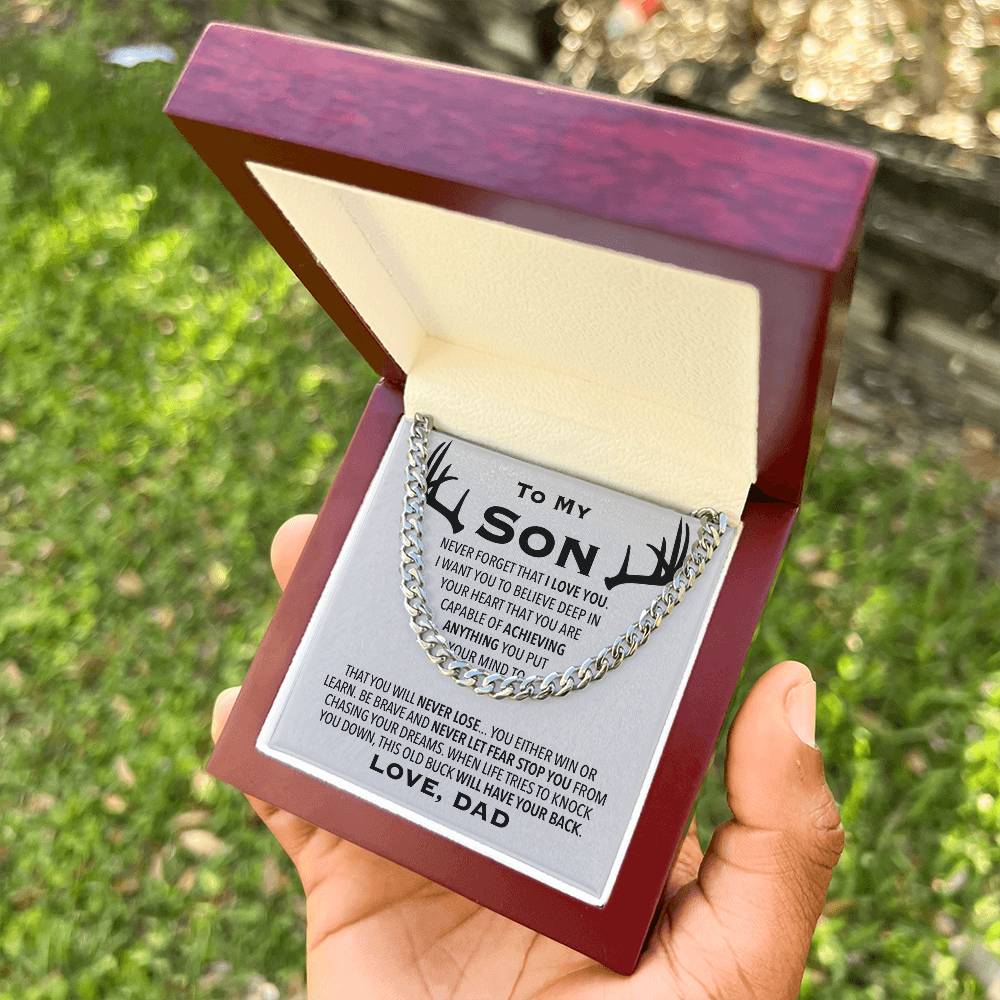 To My
Son
NEVER FORGET THAT I LOVE YOU.
I WANT YOU TO BELIEVE DEEP IN
YOUR HEART THAT YOU ARE
CAPABLE OF ACHIEVING
ANYTHING YOU PUT
YOUR MIND TO
THAT YOU WILL NEVER LOSE... YOU EITHER WIN OR
LEARN. BE BRAVE AND NEVER LET FEAR STOP YOU FROM
CHASING YOUR DREAMS. WHEN LIFE TRIES TO KNOCK
YOU DOWN, THIS OLD BUCK WILL HAVE YOUR BACK.
LOVE, DAD